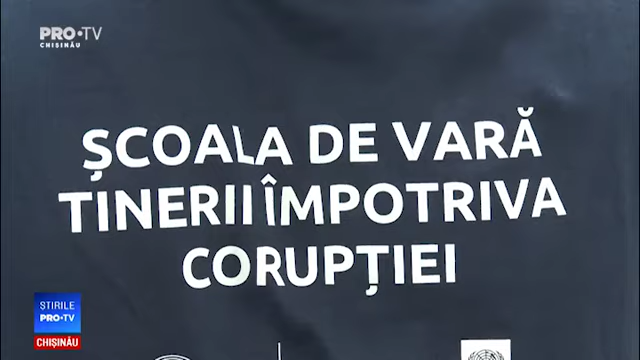 PRO•TV
CHIȘINĂU
ȘCOALA DE VARĂ
TINERII ÎMPOTRIVA
CORUPȚIEI
ȘTIRILE
PRO•TV
CHIȘINĂU